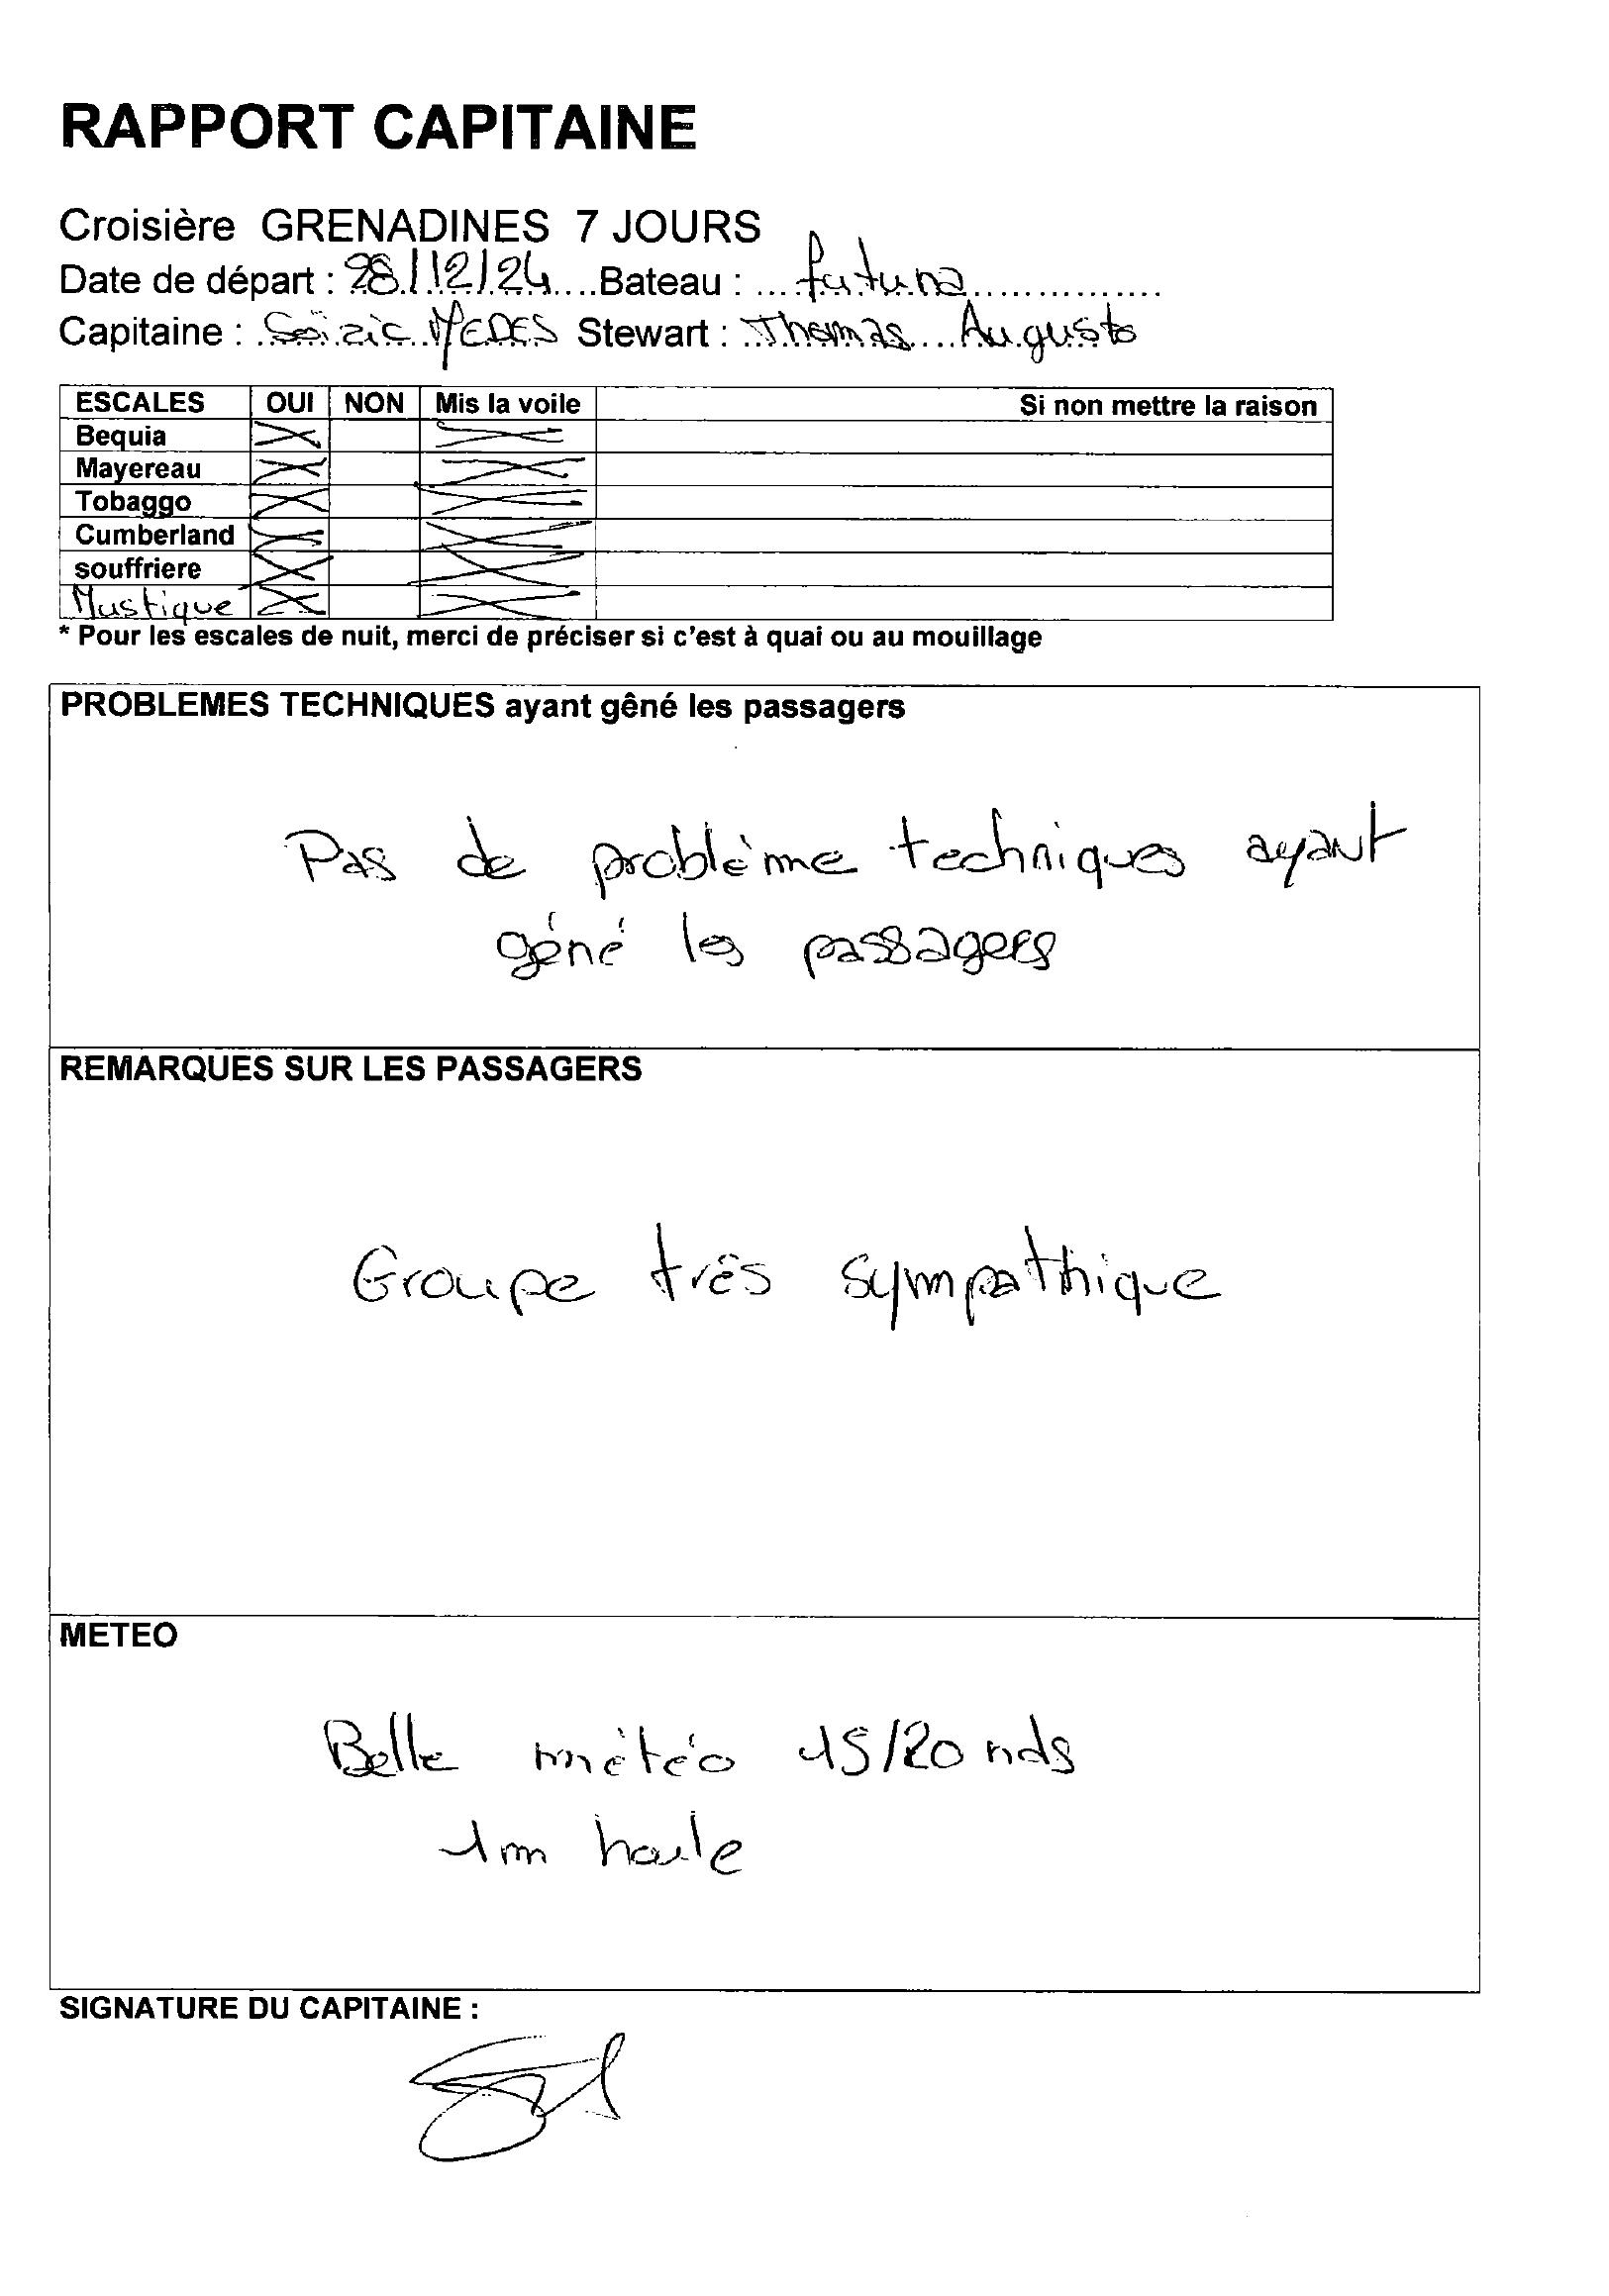 RAPPORT CAPITAINE
Croisière GRENADINES 7 JOURS
Date de départ : 28/12/24 Bateau : futuna
Capitaine : Soïzic MEDES Stewart : Thomas Augusto
ESCALES OUI NON Mis la voile Si non mettre la raison
Bequia X X
Mayereau X X
Tobaggo X X
Cumberland X X
souffriere X X
Mustique X X
* Pour les escales de nuit, merci de préciser si c'est à quai ou au mouillage
PROBLEMES TECHNIQUES ayant gêné les passagers
Pas de problème techniques ayant
géné les passagers
REMARQUES SUR LES PASSAGERS
Groupe très sympathique
METEO
Belle météo 15/20 nds
1m houle
SIGNATURE DU CAPITAINE :